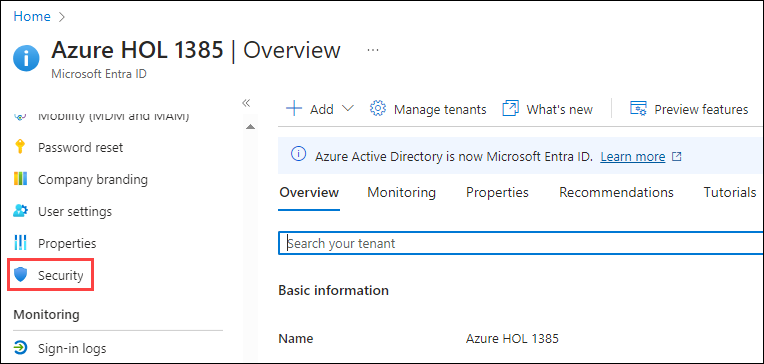 Home
Azure HOL 1385 | Overview ...
Microsoft Entra ID
Mobility (MDM and MAM)
Password reset
Company branding
User settings
Properties
Security
Monitoring
Sign-in logs
Add
Manage tenants
What's new
Preview features
Azure Active Directory is now Microsoft Entra ID. Learn more
Overview Monitoring Properties Recommendations Tutorials
Search your tenant
Basic information
Name Azure HOL 1385